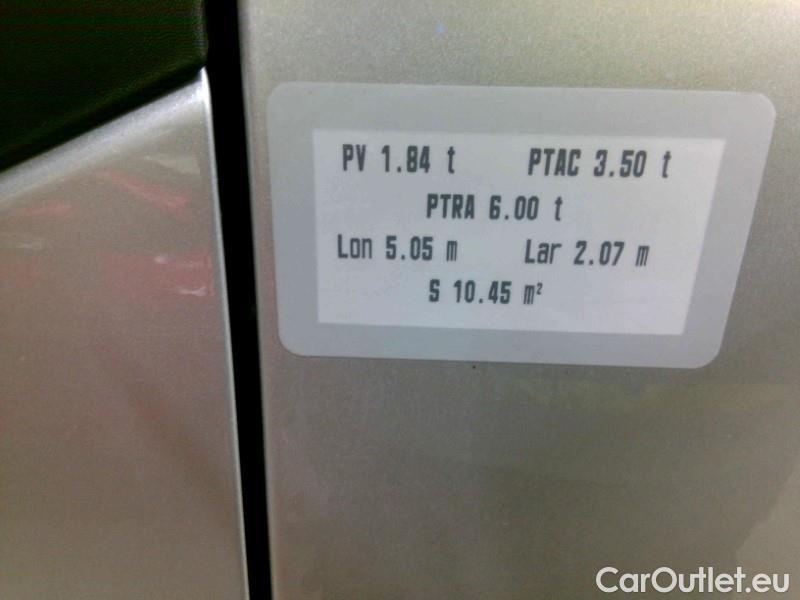 PV 1.84 t PTAC 3.50 t
PTRA 6.00 t
Lon 5.05 m Lar 2.07 m
S 10.45 m²
CarOutlet.eu